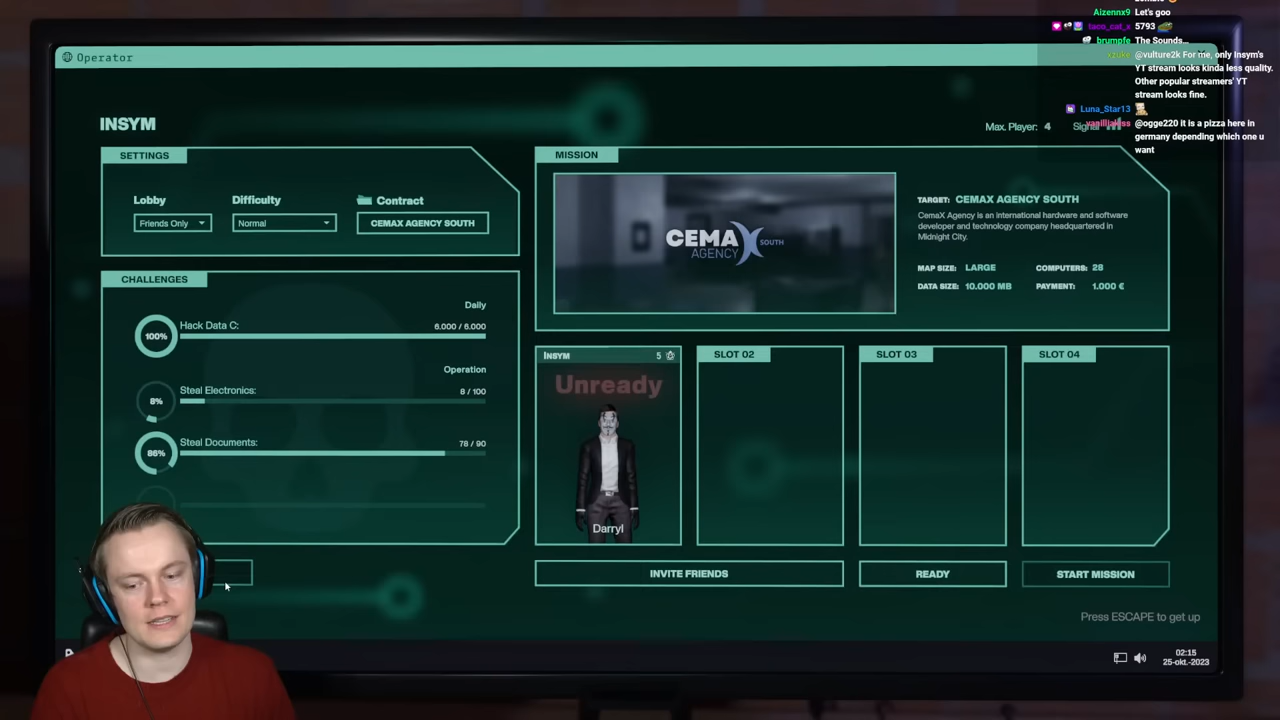 Aizennx9 Let's goo
taco_cat_x 5793
brumpfe The Sounds...
@vulture2k For me, only Insym's
YT stream looks kinda less quality.
Other popular streamers' YT
stream looks fine.
Luna_Star13
@ogge220 it is a pizza here in
germany depending which one u
want
Operator
INSYM
Max. Player: 4
SETTINGS
Lobby
Difficulty
Contract
Friends Only
Normal
CEMAX AGENCY SOUTH
CHALLENGES
Daily
100%
Hack Data C:
6.000 / 6.000
Operation
8%
Steal Electronics:
8 / 100
86%
Steal Documents:
78 / 90
MISSION
CEMAX SOUTH
AGENCY
TARGET: CEMAX AGENCY SOUTH
CemaX Agency is an international hardware and software
developer and technology company headquartered in
Midnight City.
MAP SIZE: LARGE
COMPUTERS: 28
DATA SIZE: 10.000 MB
PAYMENT: 1.000 €
INSYM 5
Unready
Darryl
SLOT 02
SLOT 03
SLOT 04
INVITE FRIENDS
READY
START MISSION
Press ESCAPE to get up
02:15
25-okt.-2023